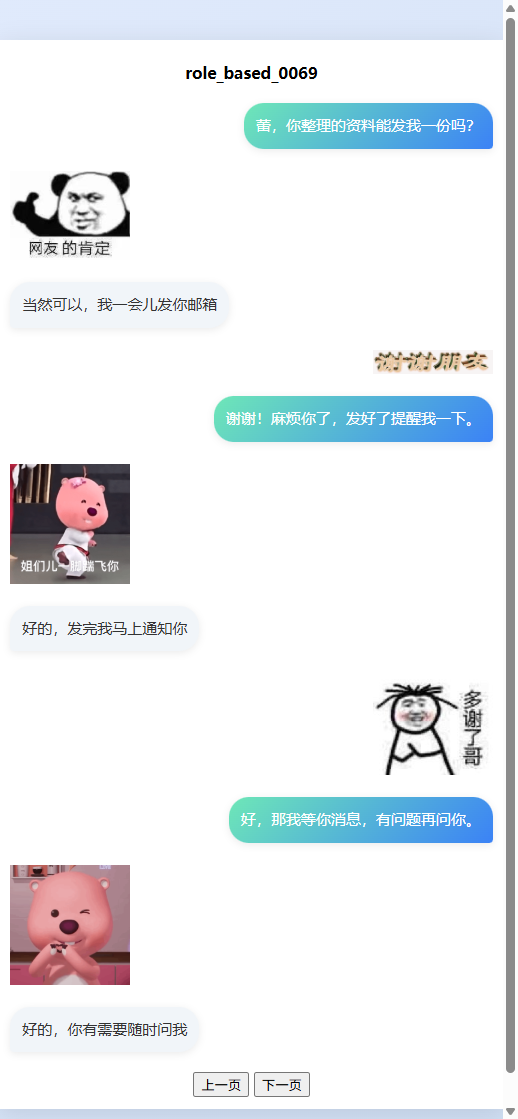 role_based_0069
董，你整理的资料能发我一份吗？
网友的肯定
当然可以，我一会儿发你邮箱
谢谢朋友
谢谢！麻烦你了，发好了提醒我一下。
姐们儿一脚踹飞你
好的，发完我马上通知你
多谢了哥
好，那我等你消息，有问题再问你。
好的，你有需要随时问我
上一页 下一页